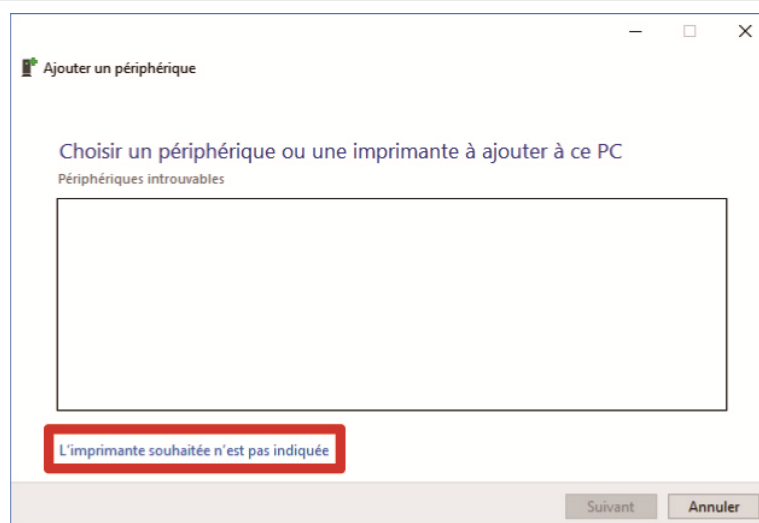 Ajouter un périphérique
Choisir un périphérique ou une imprimante à ajouter à ce PC
Périphériques introuvables
L'imprimante souhaitée n'est pas indiquée
Suivant Annuler